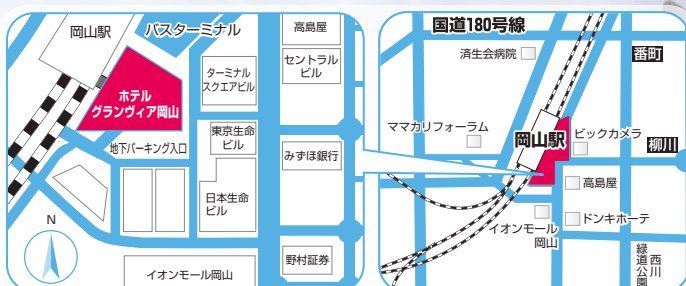 岡山駅
バスターミナル
高島屋
セントラル
ビル
ターミナル
スクエアビル
ホテル
グランヴィア岡山
東京生命
ビル
地下パーキング入口
みずほ銀行
日本生命
ビル
N
イオンモール岡山
野村証券
国道180号線
済生会病院
番町
ママカリフォーラム
岡山駅
ビックカメラ
柳川
高島屋
ドンキホーテ
イオンモール
岡山
西川
緑道公園